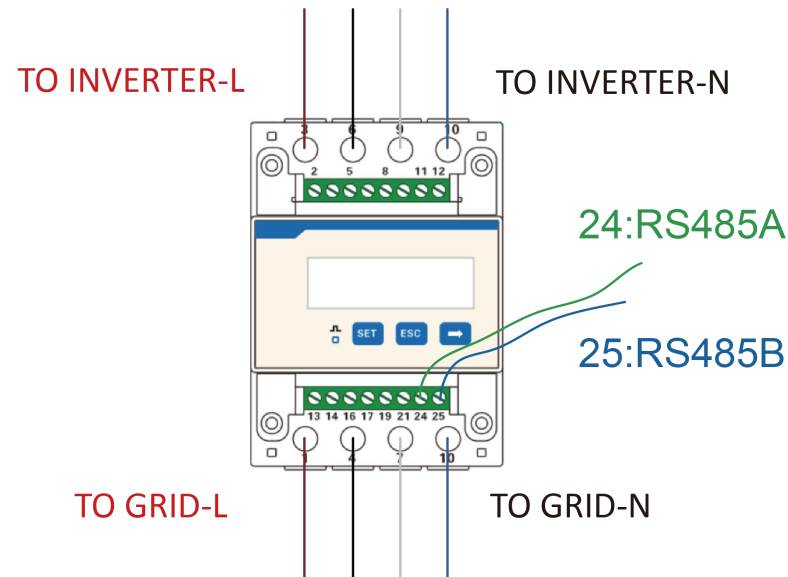 TO INVERTER-L
TO INVERTER-N
3 6 9 10
2 5 8 11 12
24:RS485A
SET ESC
25:RS485B
13 14 16 17 19 21 24 25
1 4 7 10
TO GRID-L
TO GRID-N